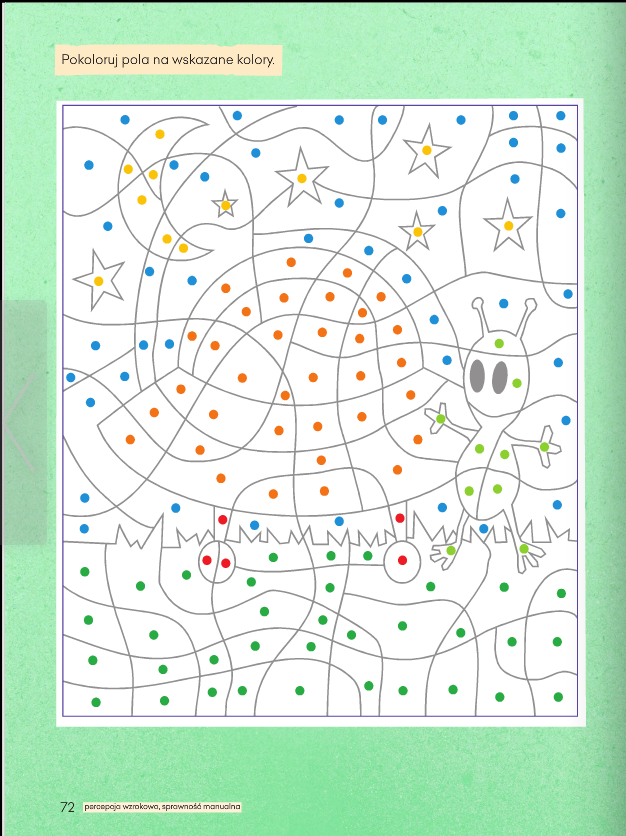 Pokoloruj pola na wskazane kolory.
72 percepcja wzrokowa, sprawność manualna